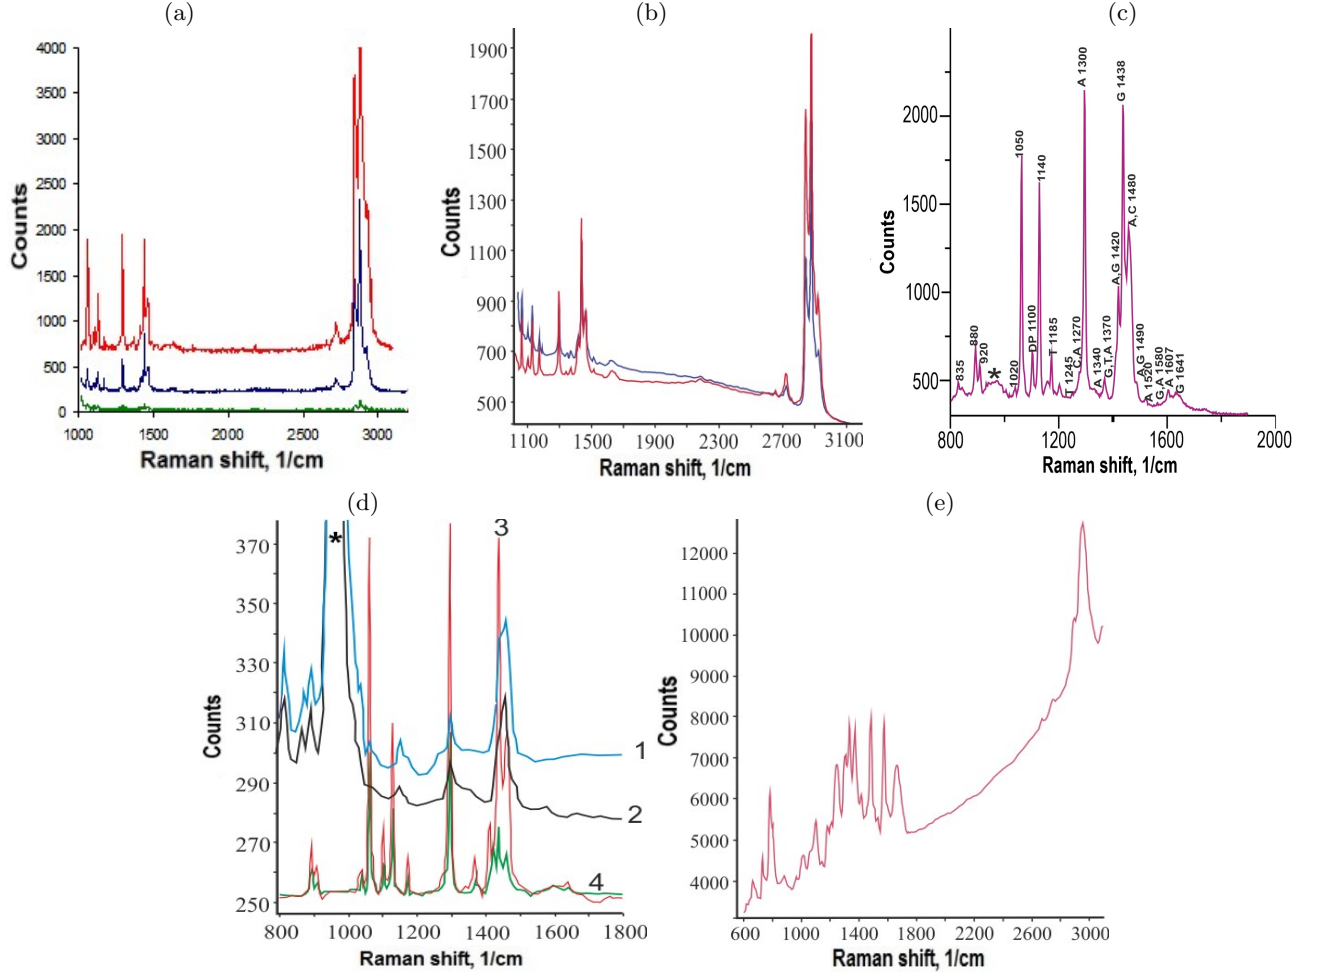 (a)
4000
3500
3000
2500
2000
1500
1000
500
0
1000 1500 2000 2500 3000
Counts
Raman shift, 1/cm
(b)
1900
1700
1500
1300
1100
900
700
500
1100 1500 1900 2300 2700 3100
Counts
Raman shift, 1/cm
(c)
2000
1500
1000
500
800 1200 1600 2000
Counts
Raman shift, 1/cm
835
880
920
*
1020
1050
DP 1100
1140
T 1185
T 1245
C,A 1270
A 1300
A 1340
G,T,A 1370
A,G 1420
G 1438
A,C 1480
A,G 1490
A 1520
G,A 1580
A 1607
G 1641
(d)
370
350
330
310
290
270
250
800 1000 1200 1400 1600 1800
Counts
Raman shift, 1/cm
*
3
1
2
4
(e)
12000
11000
10000
9000
8000
7000
6000
5000
4000
600 1000 1400 1800 2200 2600 3000
Counts
Raman shift, 1/cm